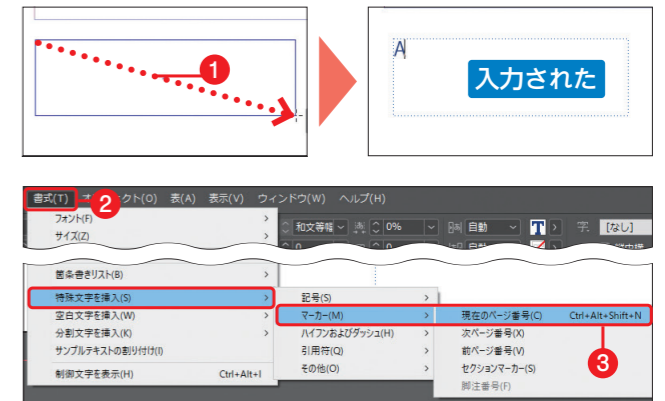 1
A
入力された
書式(T) オ クト(O) 表(A) 表示(V) ウィンドウ(W) ヘルプ(H)
2
フォント(F) >
サイズ(Z) >
和文等幅 0% 自動 T 字 [なし]
箇条書きリスト(B) >
特殊文字を挿入(S) > 記号(S) >
空白文字を挿入(W) > マーカー(M) > 現在のページ番号(C) Ctrl+Alt+Shift+N
分割文字を挿入(K) > ハイフンおよびダッシュ(H) > 次ページ番号(X)
サンプルテキストの割り付け(I) 引用符(Q) > 前ページ番号(V)
3
制御文字を表示(H) Ctrl+Alt+I その他(O) > セクションマーカー(S)
脚注番号(F)